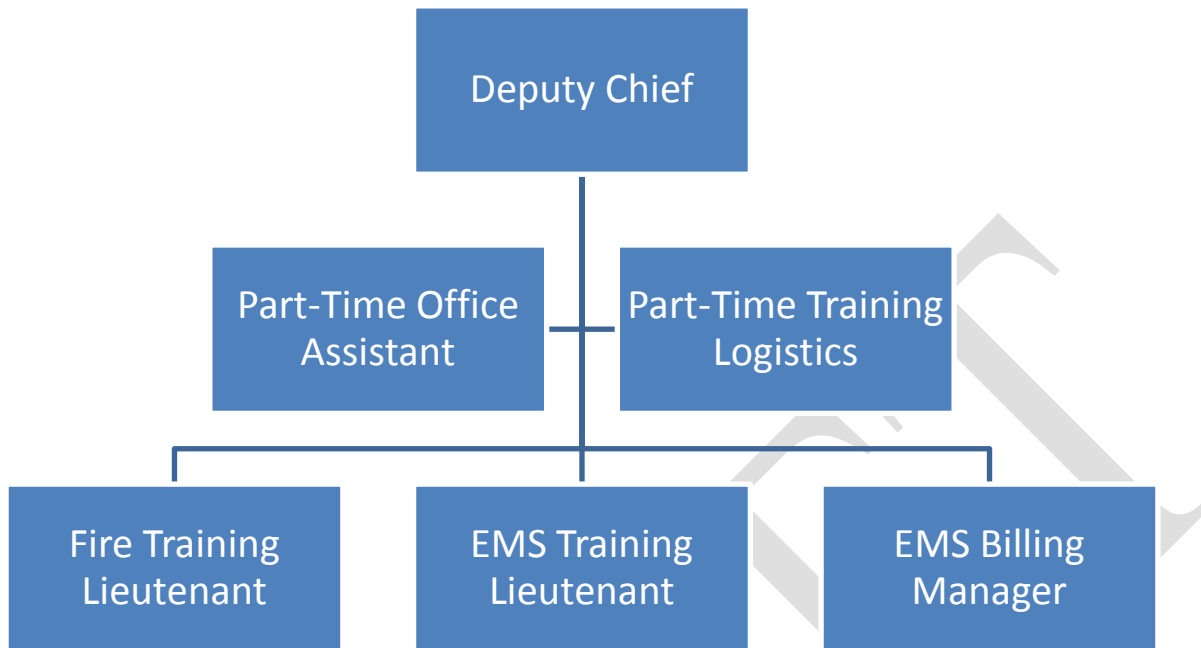 Deputy Chief
Part-Time Office
Assistant
Part-Time Training
Logistics
Fire Training
Lieutenant
EMS Training
Lieutenant
EMS Billing
Manager